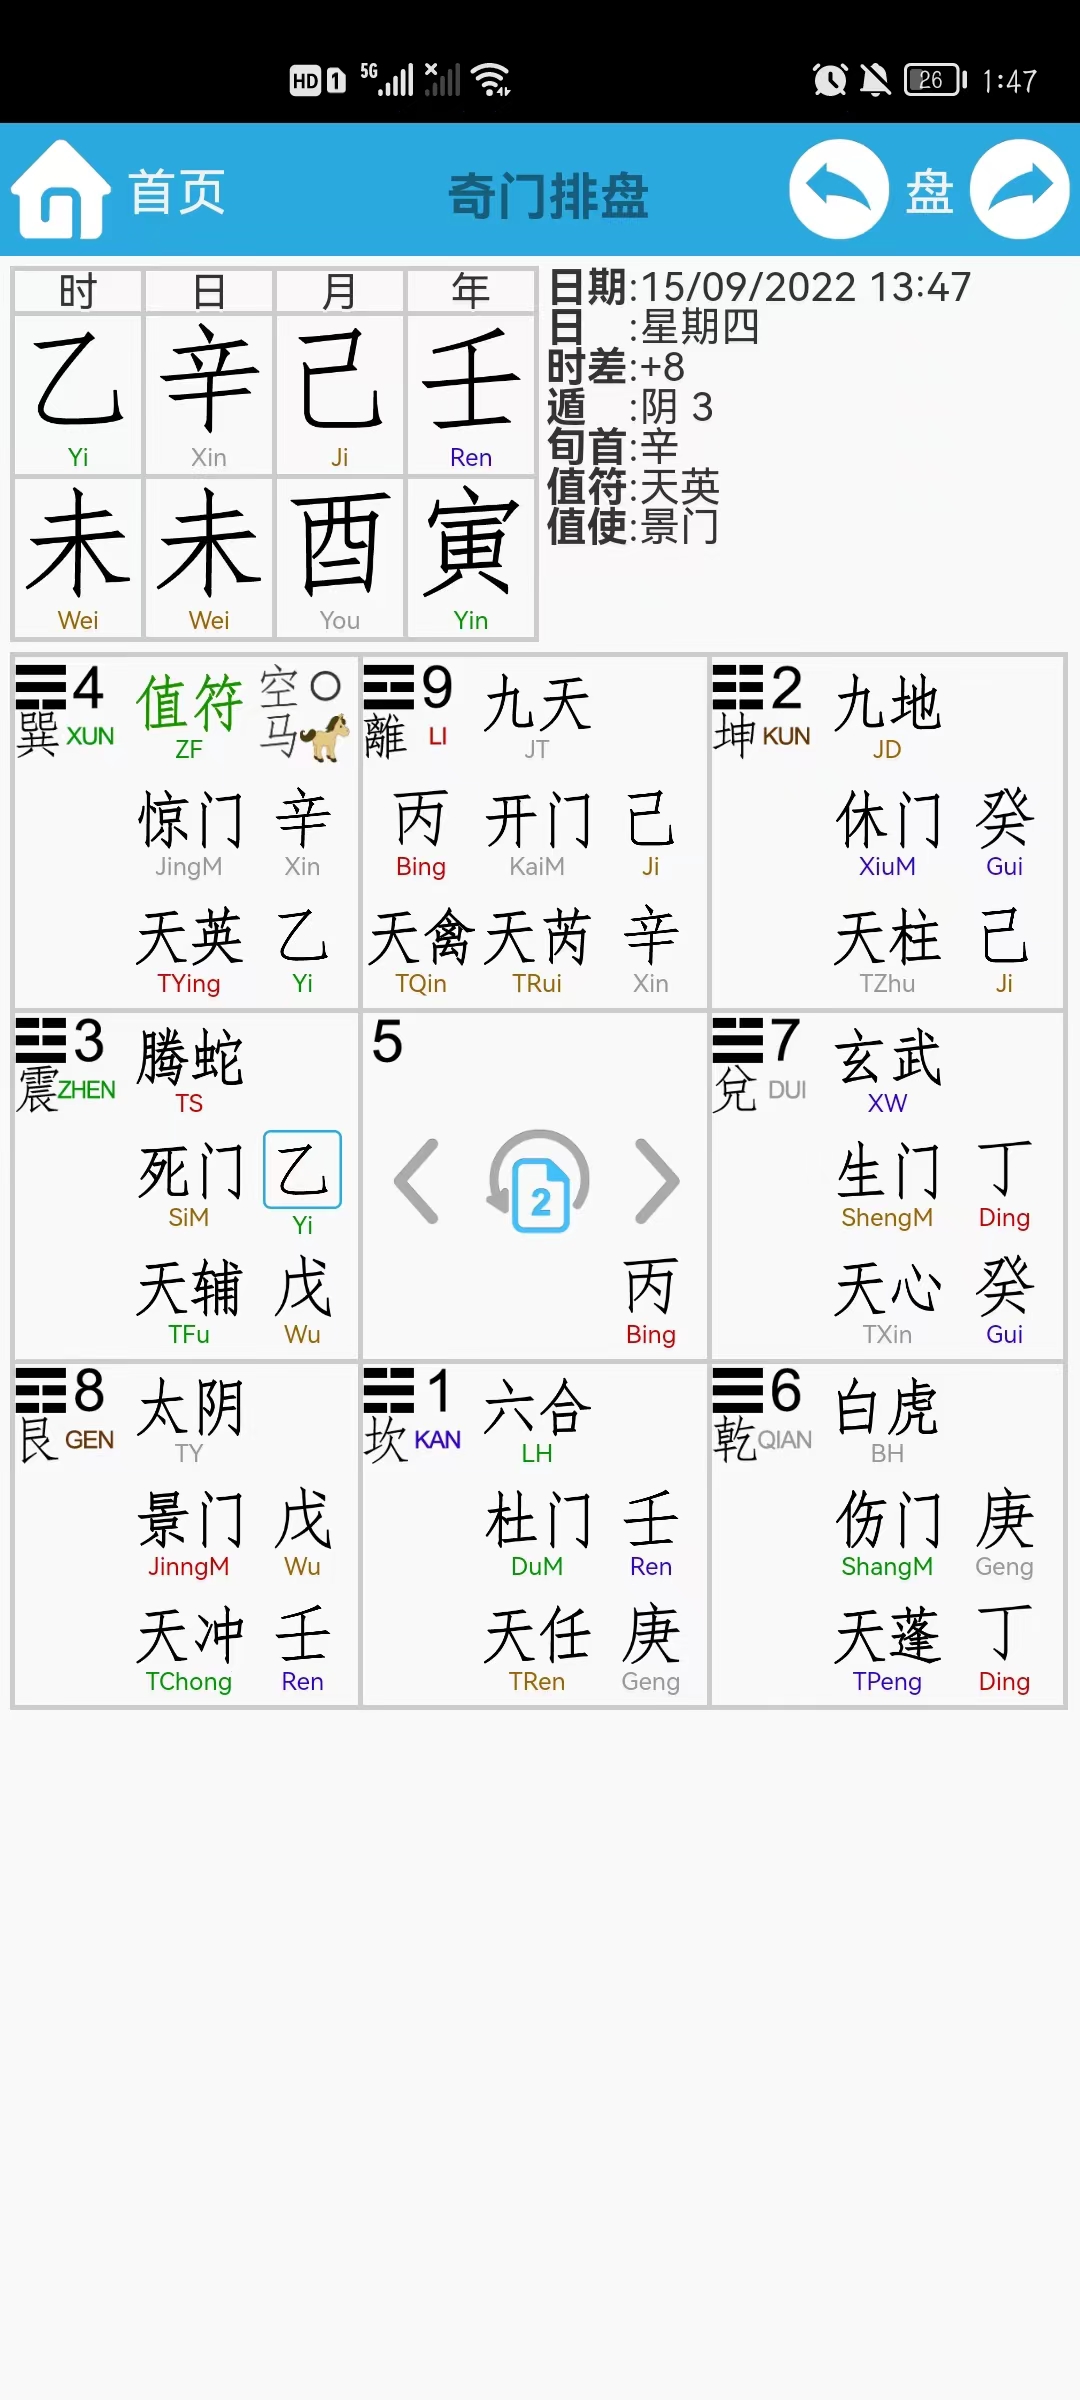 HD 1 5G 26 1:47
首页 奇门排盘 盘
时 日 月 年
乙 辛 己 壬
Yi Xin Ji Ren
未 未 酉 寅
Wei Wei You Yin
日期:15/09/2022 13:47
日 :星期四
时差:+8
遁 :阴 3
旬首:辛
值符:天英
值使:景门
4 值符 空
巽 XUN ZF 马
惊门 辛
JingM Xin
天英 乙
TYing Yi
9 九天
離 LI JT
丙 开门 己
Bing KaiM Ji
天禽 天芮 辛
TQin TRui Xin
2 九地
坤 KUN JD
休门 癸
XiuM Gui
天柱 己
TZhu Ji
3 腾蛇
震 ZHEN TS
死门 乙
SiM Yi
天辅 戊
TFu Wu
5
2
丙
Bing
7 玄武
兌 DUI XW
生门 丁
ShengM Ding
天心 癸
TXin Gui
8 太阴
艮 GEN TY
景门 戊
JinngM Wu
天冲 壬
TChong Ren
1 六合
坎 KAN LH
杜门 壬
DuM Ren
天任 庚
TRen Geng
6 白虎
乾 QIAN BH
伤门 庚
ShangM Geng
天蓬 丁
TPeng Ding